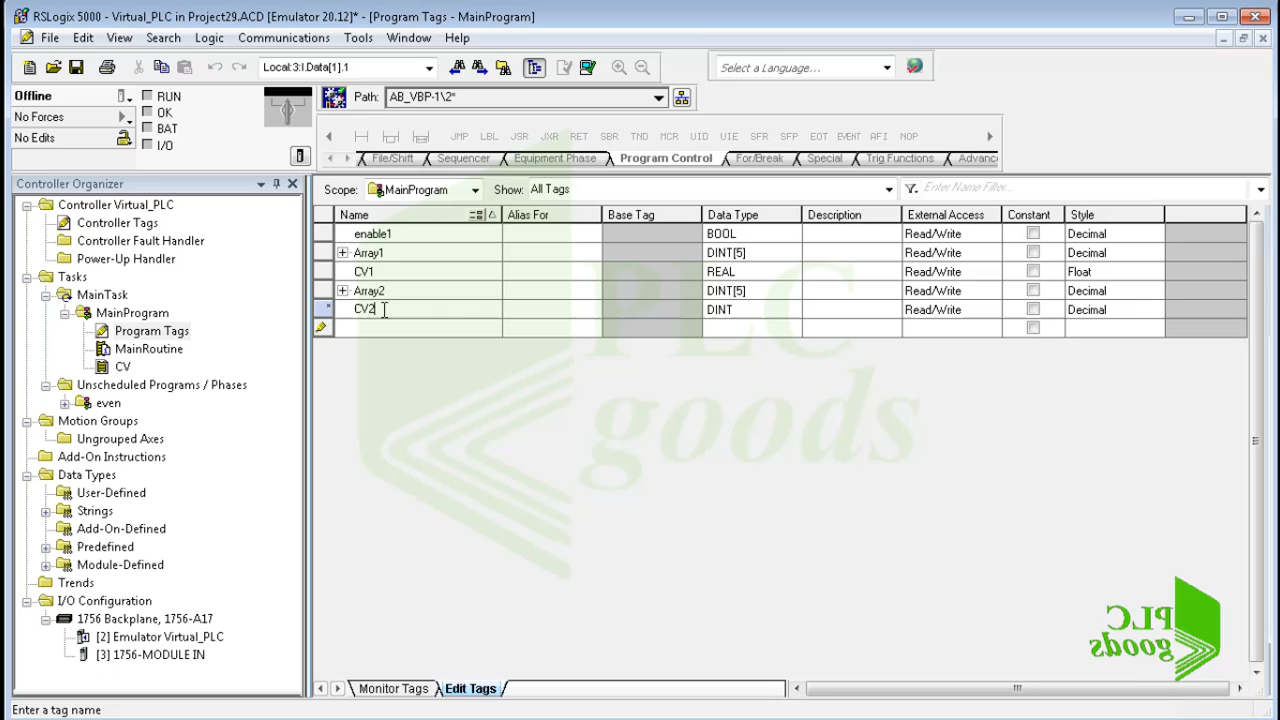 RSLogix 5000 - Virtual_PLC in Project29.ACD [Emulator 20.12]* - [Program Tags - MainProgram]
File Edit View Search Logic Communications Tools Window Help
Local:3:I.Data[1].1
Select a Language...
Offline
RUN
No Forces
OK
No Edits
BAT
I/O
Path: AB_VBP-1\2*
JMP LBL JSR JXR RET SBR TND MCR UID UIE SFR SFP EOT EVENT AFI NOP
File/Shift Sequencer Equipment Phase Program Control For/Break Special Trig Functions Advanc
Controller Organizer
Controller Virtual_PLC
Controller Tags
Controller Fault Handler
Power-Up Handler
Tasks
MainTask
MainProgram
Program Tags
MainRoutine
CV
Unscheduled Programs / Phases
even
Motion Groups
Ungrouped Axes
Add-On Instructions
Data Types
User-Defined
Strings
Add-On-Defined
Predefined
Module-Defined
Trends
I/O Configuration
1756 Backplane, 1756-A17
[2] Emulator Virtual_PLC
[3] 1756-MODULE IN
Scope: MainProgram Show: All Tags Enter Name Filter...
Name Alias For Base Tag Data Type Description External Access Constant Style
enable1 BOOL Read/Write Decimal
Array1 DINT[5] Read/Write Decimal
CV1 REAL Read/Write Float
Array2 DINT[5] Read/Write Decimal
CV2 DINT Read/Write Decimal
PLC
goods
PLC
goods
Monitor Tags Edit Tags
Enter a tag name